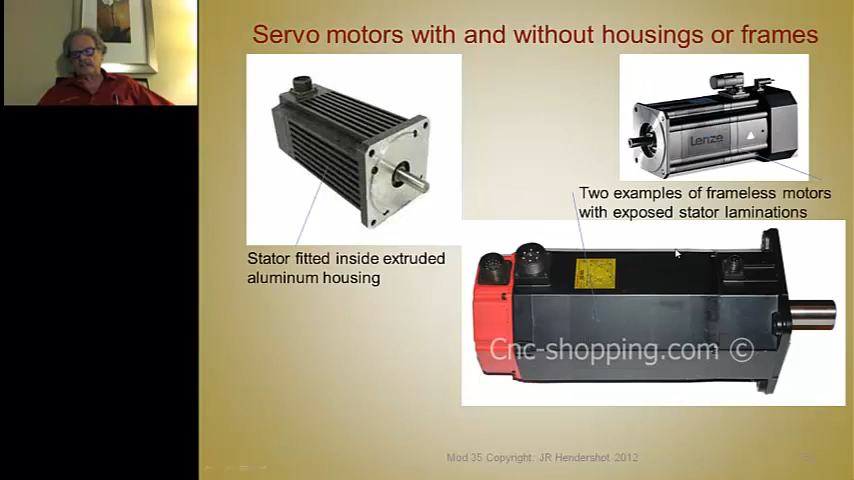 Servo motors with and without housings or frames
Lenze
Two examples of frameless motors
with exposed stator laminations
Stator fitted inside extruded
aluminum housing
Cnc-shopping.com ©
Mod 35 Copyright: JR Hendershot 2012